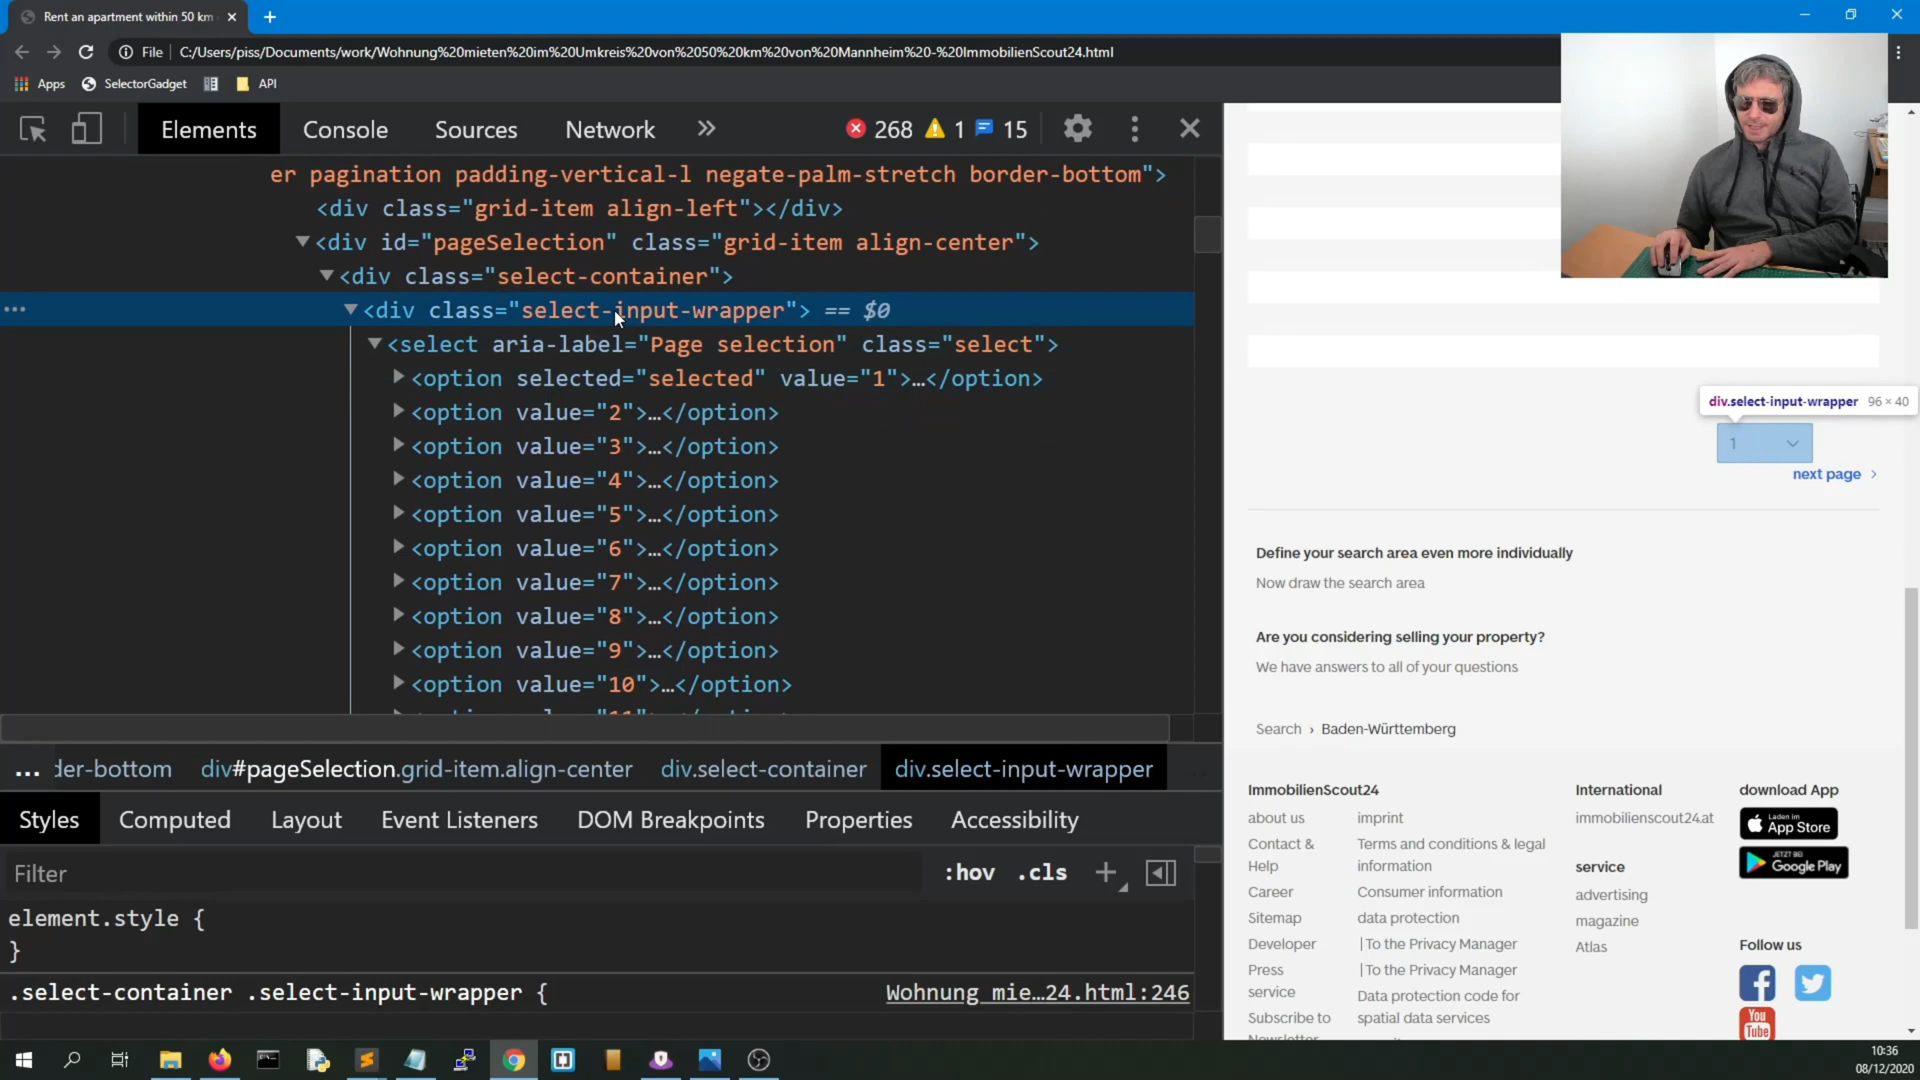 Rent an apartment within 50 km
File C:/Users/piss/Documents/work/Wohnung%20mieten%20im%20Umkreis%20von%2050%20km%20von%20Mannheim%20-%20ImmobilienScout24.html
Apps SelectorGadget API
Elements Console Sources Network » 268 1 15
er pagination padding-vertical-l negate-palm-stretch border-bottom">
<div class="grid-item align-left"></div>
<div id="pageSelection" class="grid-item align-center">
<div class="select-container">
<div class="select-input-wrapper"> == $0
<select aria-label="Page selection" class="select">
<option selected="selected" value="1">…</option>
<option value="2">…</option>
<option value="3">…</option>
<option value="4">…</option>
<option value="5">…</option>
<option value="6">…</option>
<option value="7">…</option>
<option value="8">…</option>
<option value="9">…</option>
<option value="10">…</option>
... der-bottom div#pageSelection.grid-item.align-center div.select-container div.select-input-wrapper
Styles Computed Layout Event Listeners DOM Breakpoints Properties Accessibility
Filter :hov .cls +
element.style {
}
.select-container .select-input-wrapper { Wohnung mie…24.html:246
div.select-input-wrapper 96 × 40
1
next page >
Define your search area even more individually
Now draw the search area
Are you considering selling your property?
We have answers to all of your questions
Search › Baden-Württemberg
ImmobilienScout24
about us
Contact &
Help
Career
Sitemap
Developer
Press
service
Subscribe to
imprint
Terms and conditions & legal
information
Consumer information
data protection
| To the Privacy Manager
| To the Privacy Manager
Data protection code for
spatial data services
International
immobilienscout24.at
service
advertising
magazine
Atlas
download App
Laden im
App Store
JETZT BEI
Google Play
Follow us
You
Tube
10:36
08/12/2020